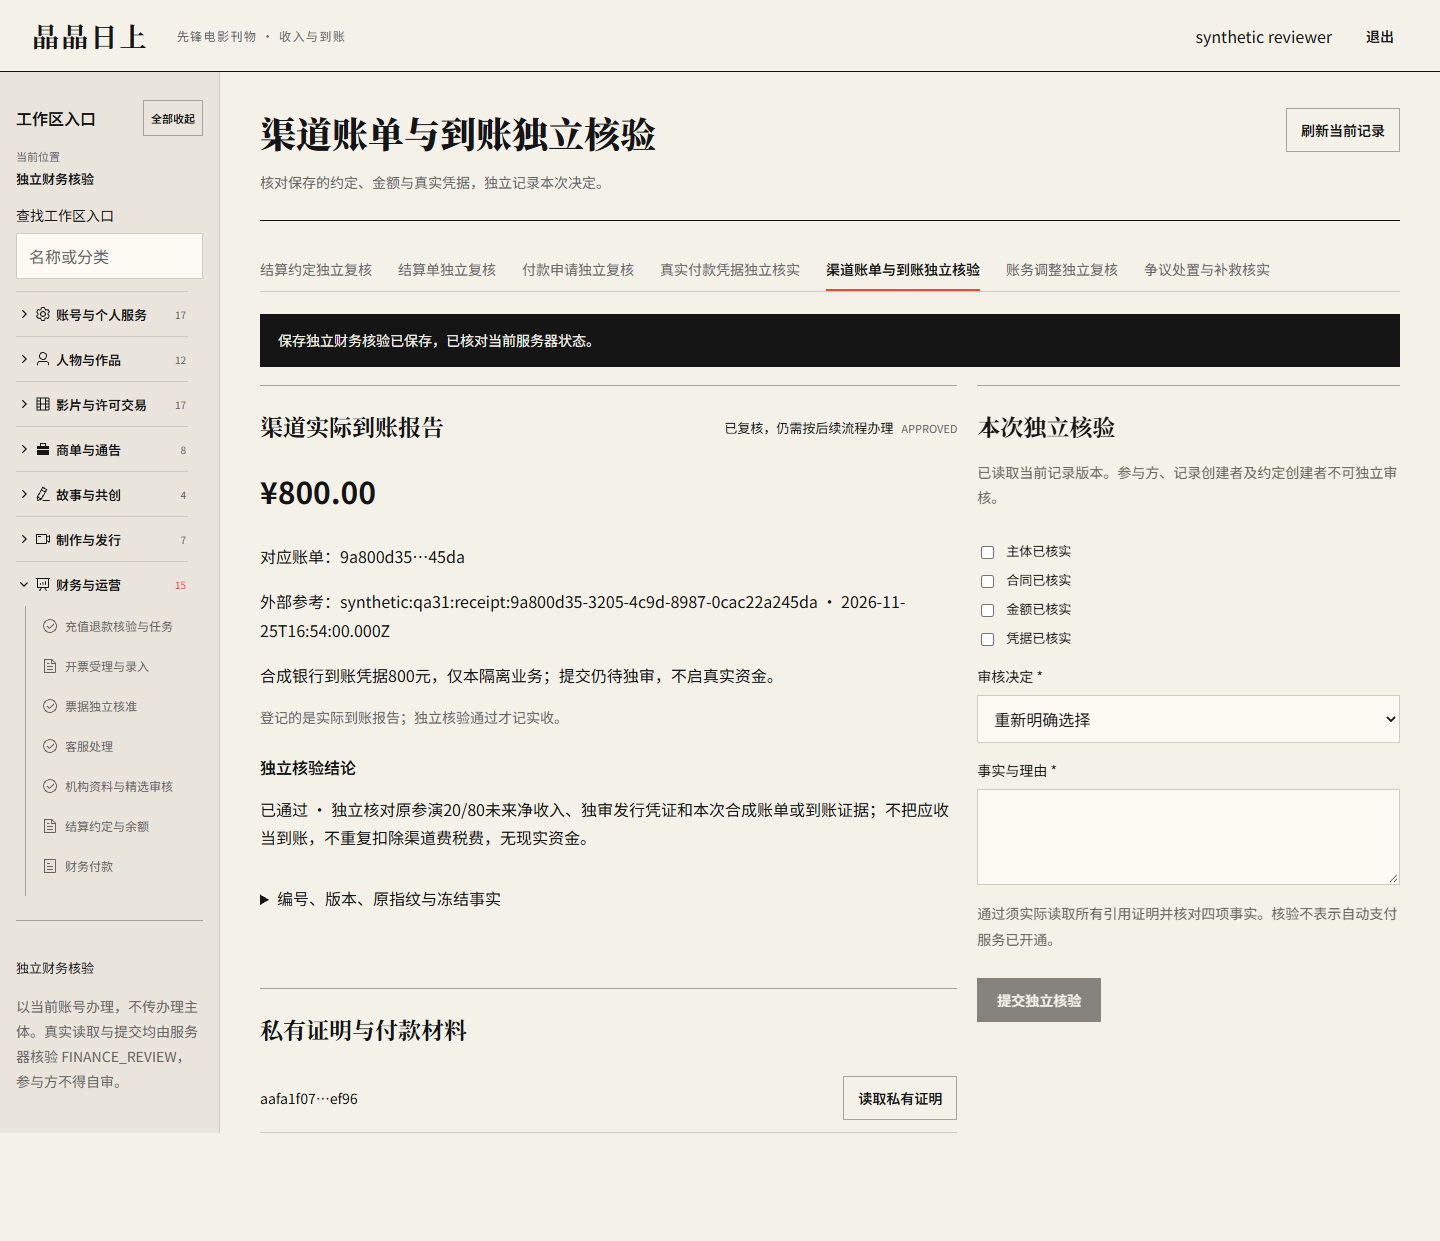 晶晶日上
先锋电影刊物 · 收入与到账
synthetic reviewer
退出
工作区入口
全部收起
当前位置
独立财务核验
查找工作区入口
名称或分类
账号与个人服务 17
人物与作品 12
影片与许可交易 17
商单与通告 8
故事与共创 4
制作与发行 7
财务与运营 15
充值退款核验与任务
开票受理与录入
票据独立核准
客服处理
机构资料与精选审核
结算约定与余额
财务付款
独立财务核验
以当前账号办理，不传办理主
体。真实读取与提交均由服务
器核验 FINANCE_REVIEW，
参与方不得自审。
渠道账单与到账独立核验
刷新当前记录
核对保存的约定、金额与真实凭据，独立记录本次决定。
结算约定独立复核
结算单独立复核
付款申请独立复核
真实付款凭据独立核实
渠道账单与到账独立核验
账务调整独立复核
争议处置与补救核实
保存独立财务核验已保存，已核对当前服务器状态。
渠道实际到账报告
已复核，仍需按后续流程办理 APPROVED
¥800.00
对应账单：9a800d35…45da
外部参考：synthetic:qa31:receipt:9a800d35-3205-4c9d-8987-0cac22a245da · 2026-11-
25T16:54:00.000Z
合成银行到账凭据800元，仅本隔离业务；提交仍待独审，不启真实资金。
登记的是实际到账报告；独立核验通过才记实收。
独立核验结论
已通过 · 独立核对原参演20/80未来净收入、独审发行凭证和本次合成账单或到账证据；不把应收
当到账，不重复扣除渠道费税费，无现实资金。
▶ 编号、版本、原指纹与冻结事实
私有证明与付款材料
aafa1f07…ef96
读取私有证明
本次独立核验
已读取当前记录版本。参与方、记录创建者及约定创建者不可独立审
核。
主体已核实
合同已核实
金额已核实
凭据已核实
审核决定 *
重新明确选择
事实与理由 *
通过须实际读取所有引用证明并核对四项事实。核验不表示自动支付
服务已开通。
提交独立核验